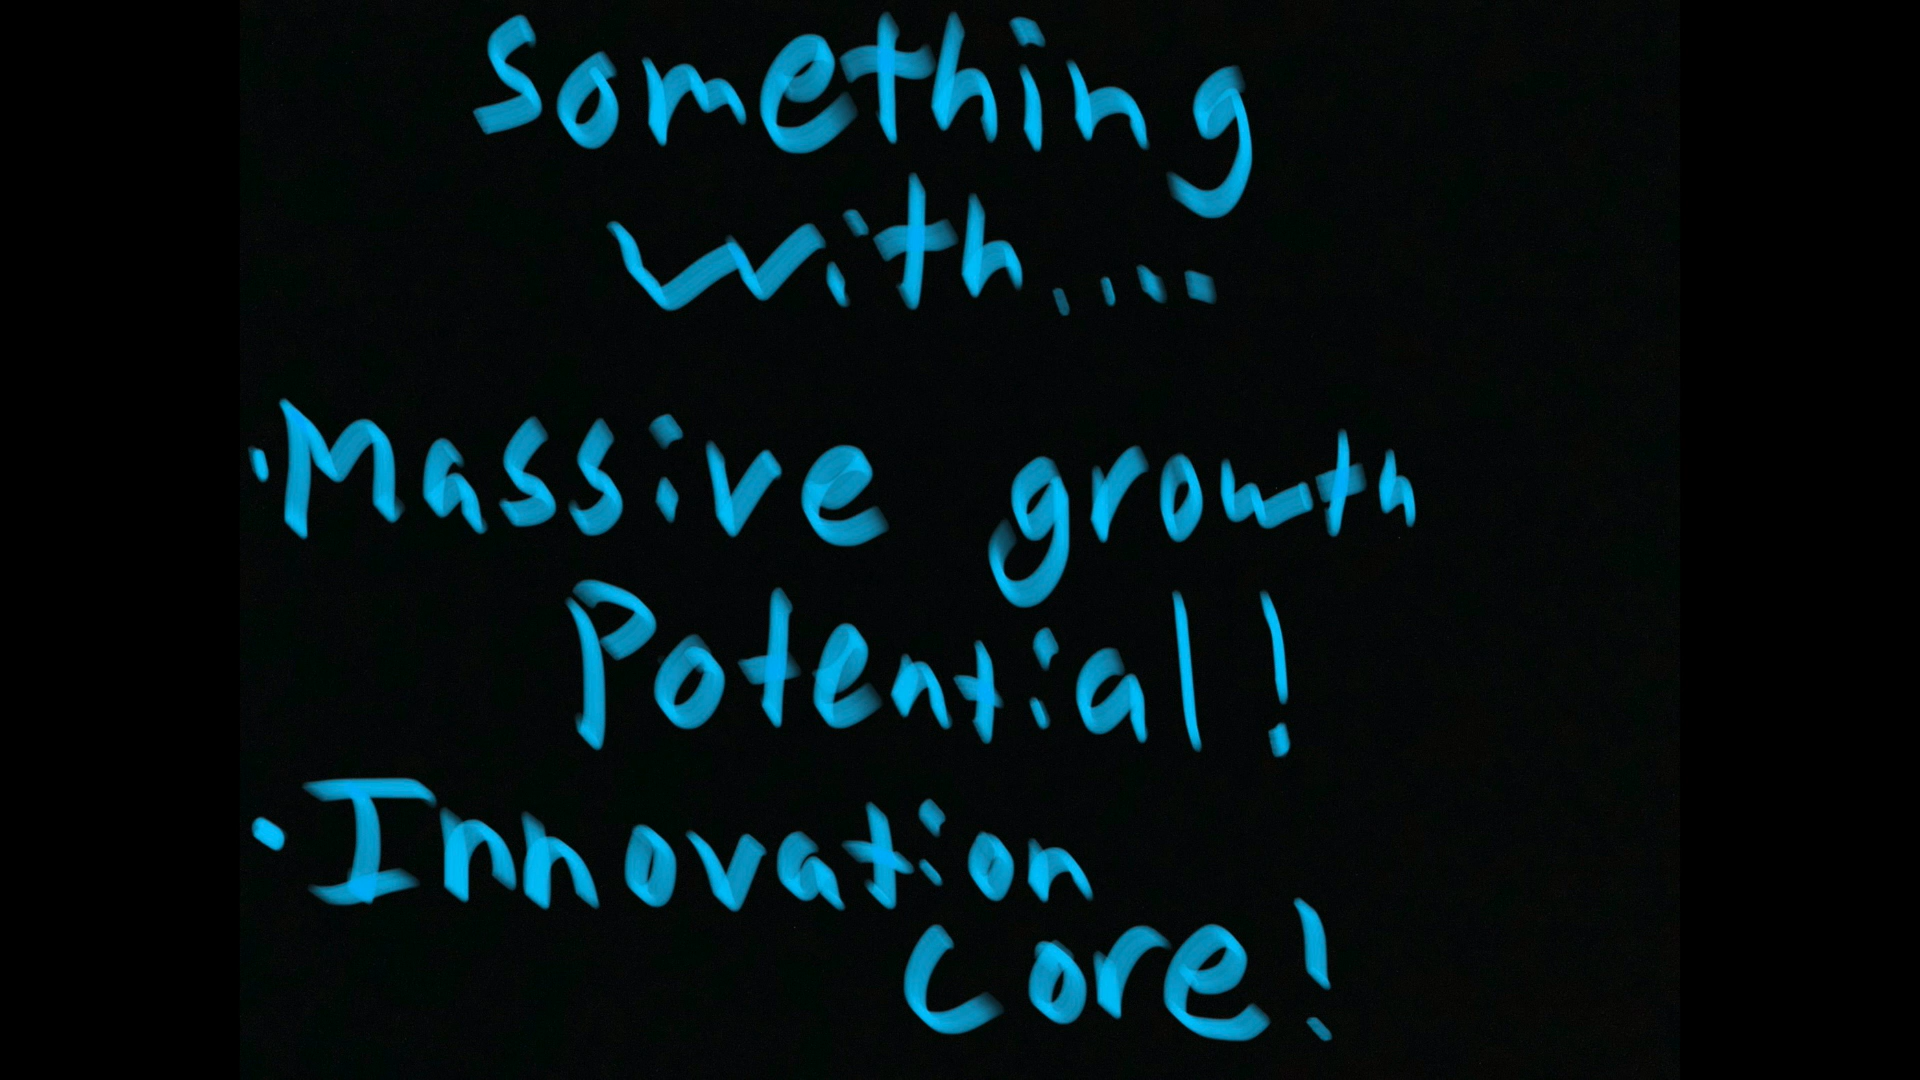 Something
with....
·Massive growth
Potential!
·Innovation
Core!